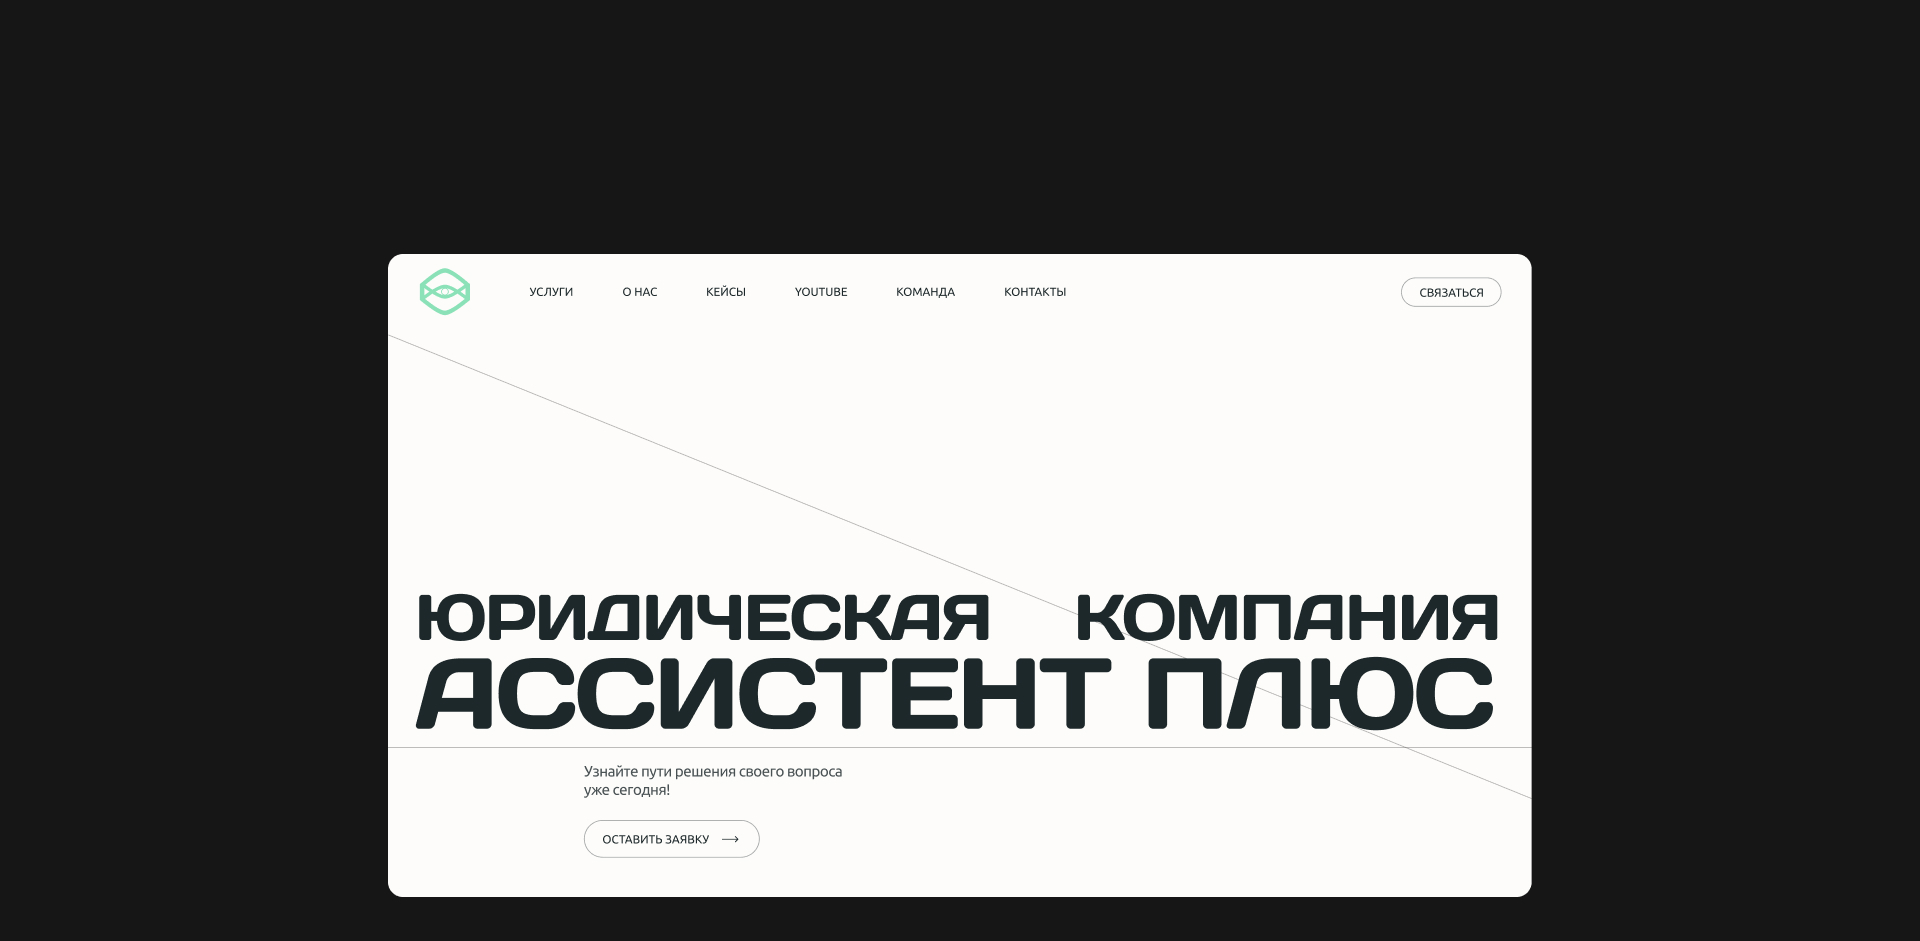 УСЛУГИ О НАС КЕЙСЫ YOUTUBE КОМАНДА КОНТАКТЫ СВЯЗАТЬСЯ
ЮРИДИЧЕСКАЯ КОМПАНИЯ
АССИСТЕНТ ПЛЮС
Узнайте пути решения своего вопроса
уже сегодня!
ОСТАВИТЬ ЗАЯВКУ